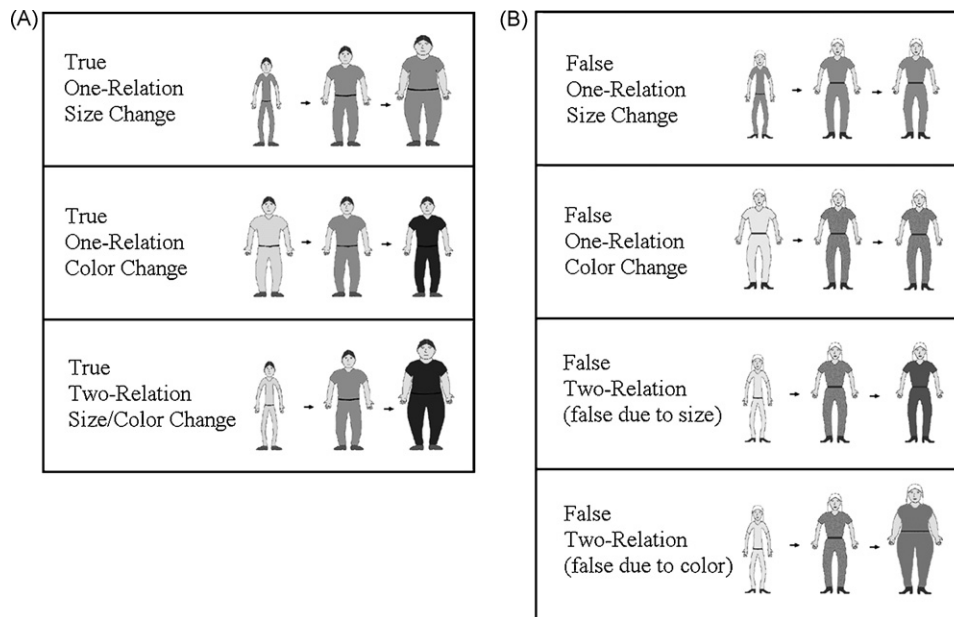 (A)
True
One-Relation
Size Change
True
One-Relation
Color Change
True
Two-Relation
Size/Color Change
(B)
False
One-Relation
Size Change
False
One-Relation
Color Change
False
Two-Relation
(false due to size)
False
Two-Relation
(false due to color)